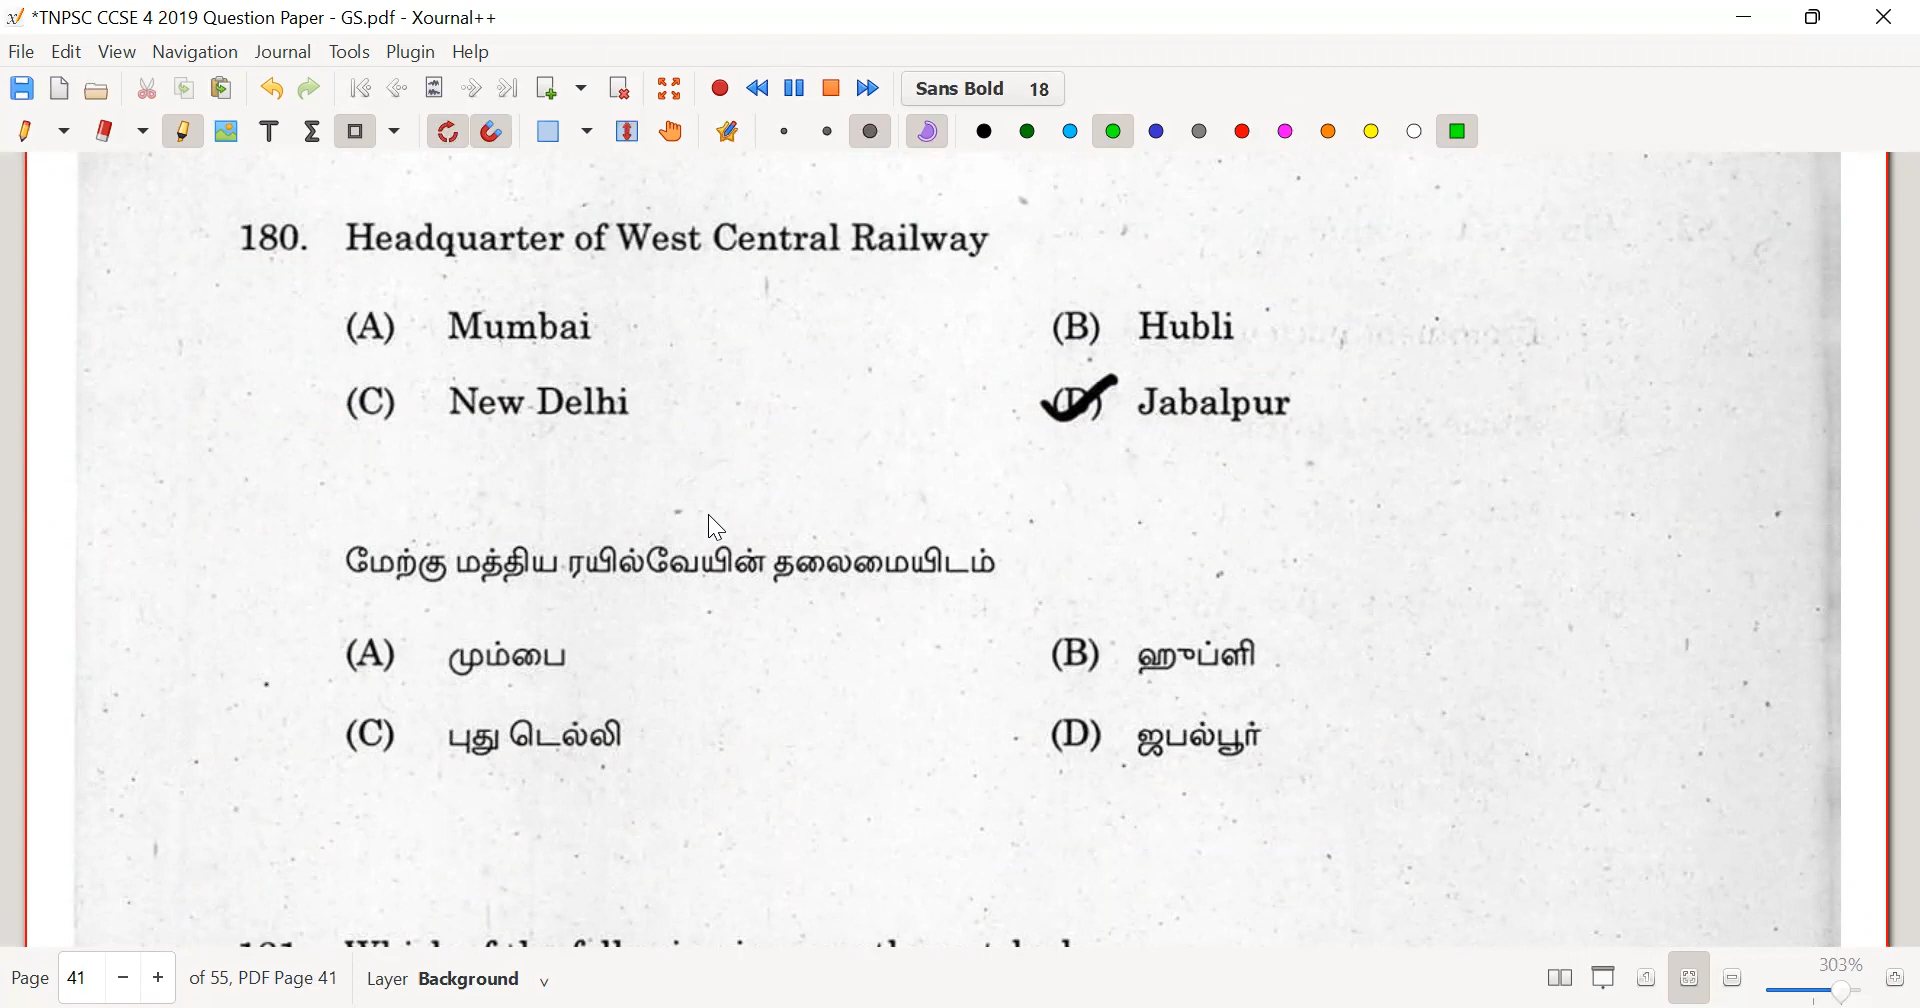 *TNPSC CCSE 4 2019 Question Paper - GS.pdf - Xournal++
File Edit View Navigation Journal Tools Plugin Help
Sans Bold 18
180. Headquarter of West Central Railway
(A) Mumbai (B) Hubli
(C) New Delhi (D) Jabalpur
மேற்கு மத்திய ரயில்வேயின் தலைமையிடம்
(A) மும்பை (B) ஹுப்ளி
(C) புது டெல்லி (D) ஜபல்பூர்
Page 41 of 55, PDF Page 41 Layer Background 303%